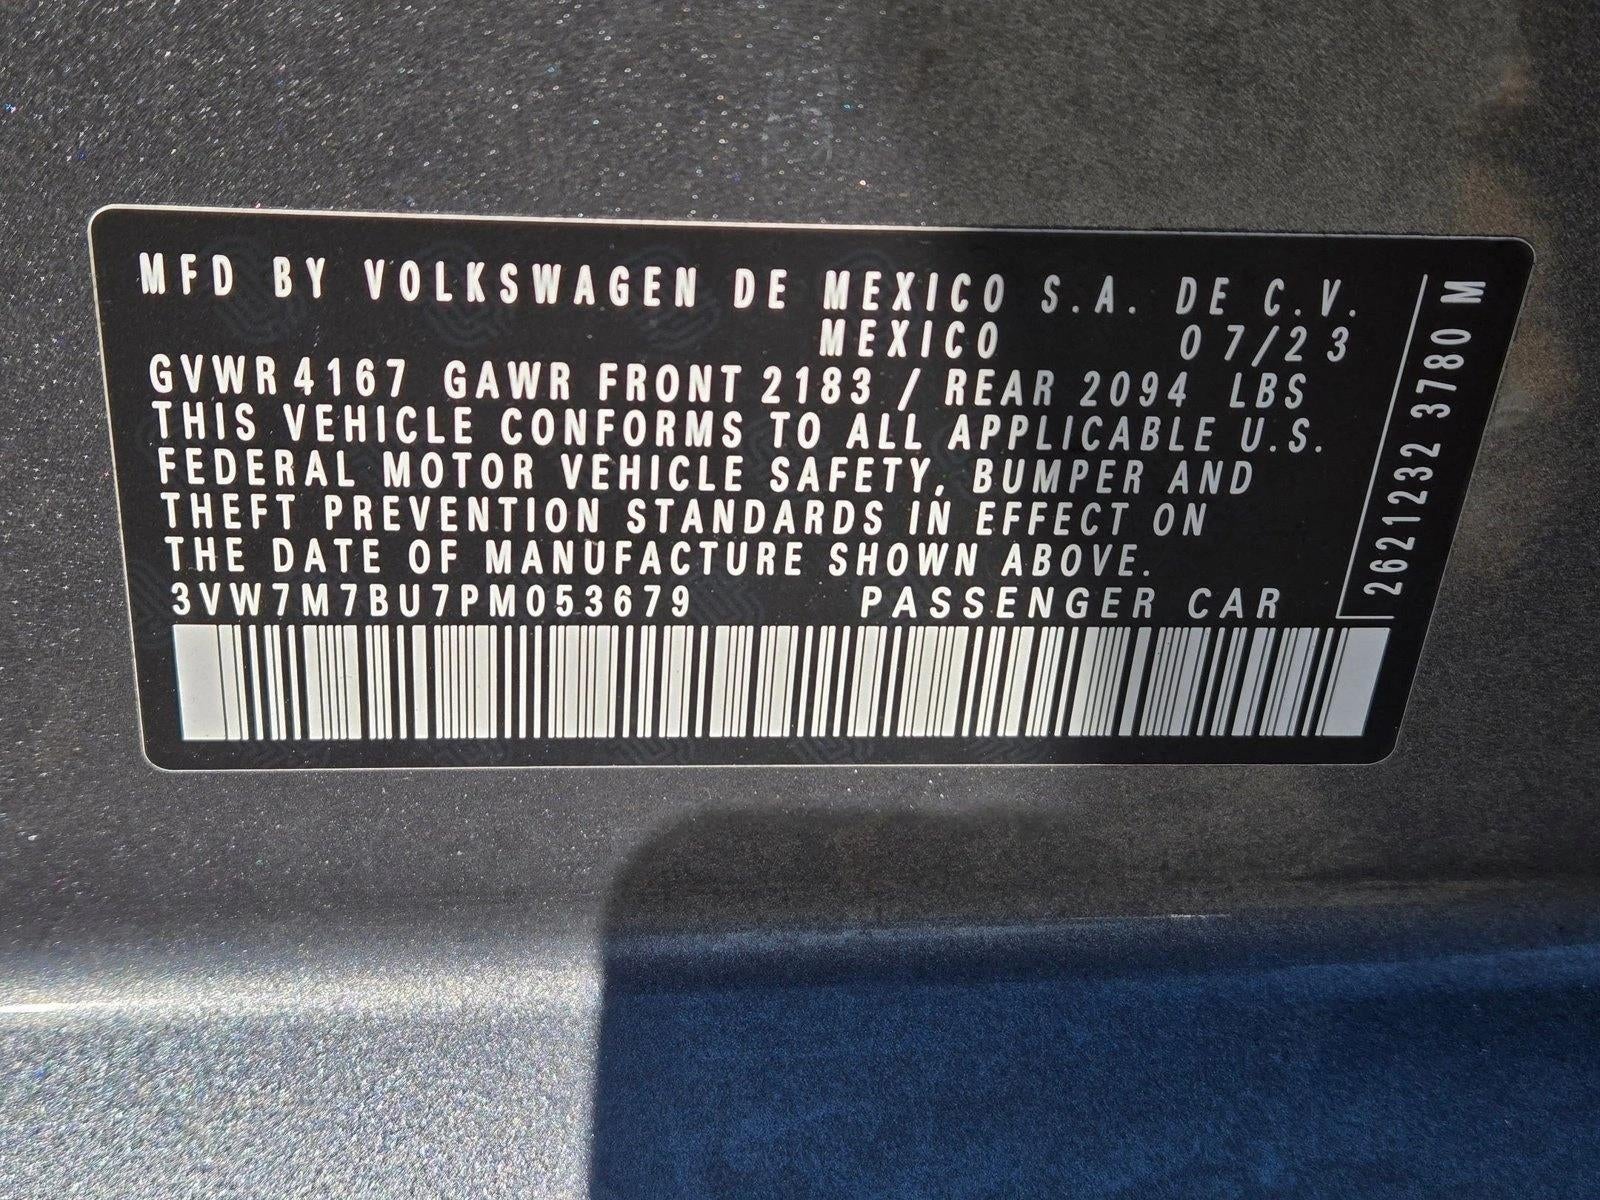 MFD BY VOLKSWAGEN DE MEXICO S.A. DE C.V.
MEXICO 07/23
GVWR 4167 GAWR FRONT 2183 / REAR 2094 LBS
THIS VEHICLE CONFORMS TO ALL APPLICABLE U.S.
FEDERAL MOTOR VEHICLE SAFETY, BUMPER AND
THEFT PREVENTION STANDARDS IN EFFECT ON
THE DATE OF MANUFACTURE SHOWN ABOVE.
3VW7M7BU7PM053679 PASSENGER CAR
2621232 3780 M